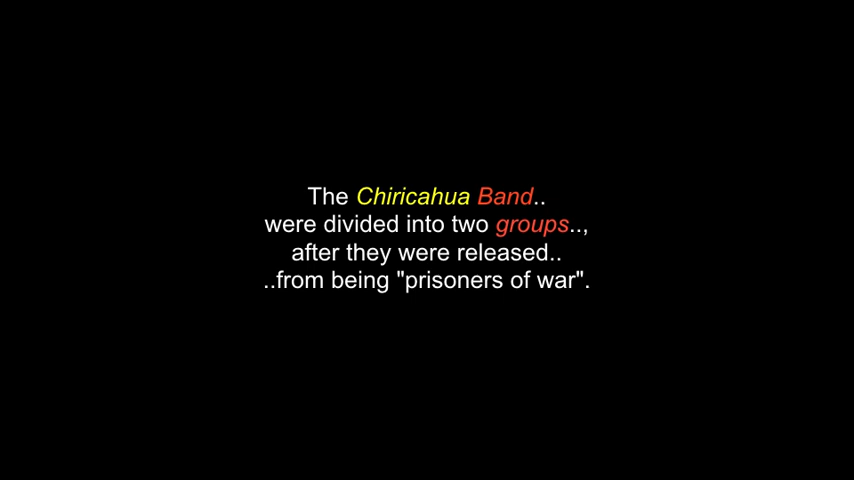 The Chiricahua Band..
were divided into two groups..,
after they were released..
..from being "prisoners of war".